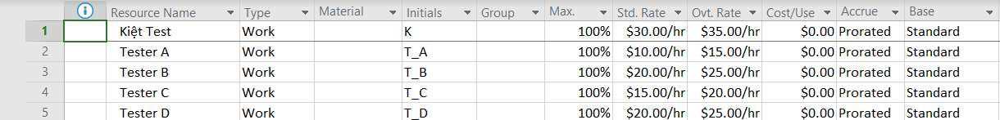 Resource Name Type Material Initials Group Max. Std. Rate Ovt. Rate Cost/Use Accrue Base
1 Kiệt Test Work K 100% $30.00/hr $35.00/hr $0.00 Prorated Standard
2 Tester A Work T_A 100% $10.00/hr $15.00/hr $0.00 Prorated Standard
3 Tester B Work T_B 100% $20.00/hr $25.00/hr $0.00 Prorated Standard
4 Tester C Work T_C 100% $15.00/hr $20.00/hr $0.00 Prorated Standard
5 Tester D Work T_D 100% $20.00/hr $25.00/hr $0.00 Prorated Standard